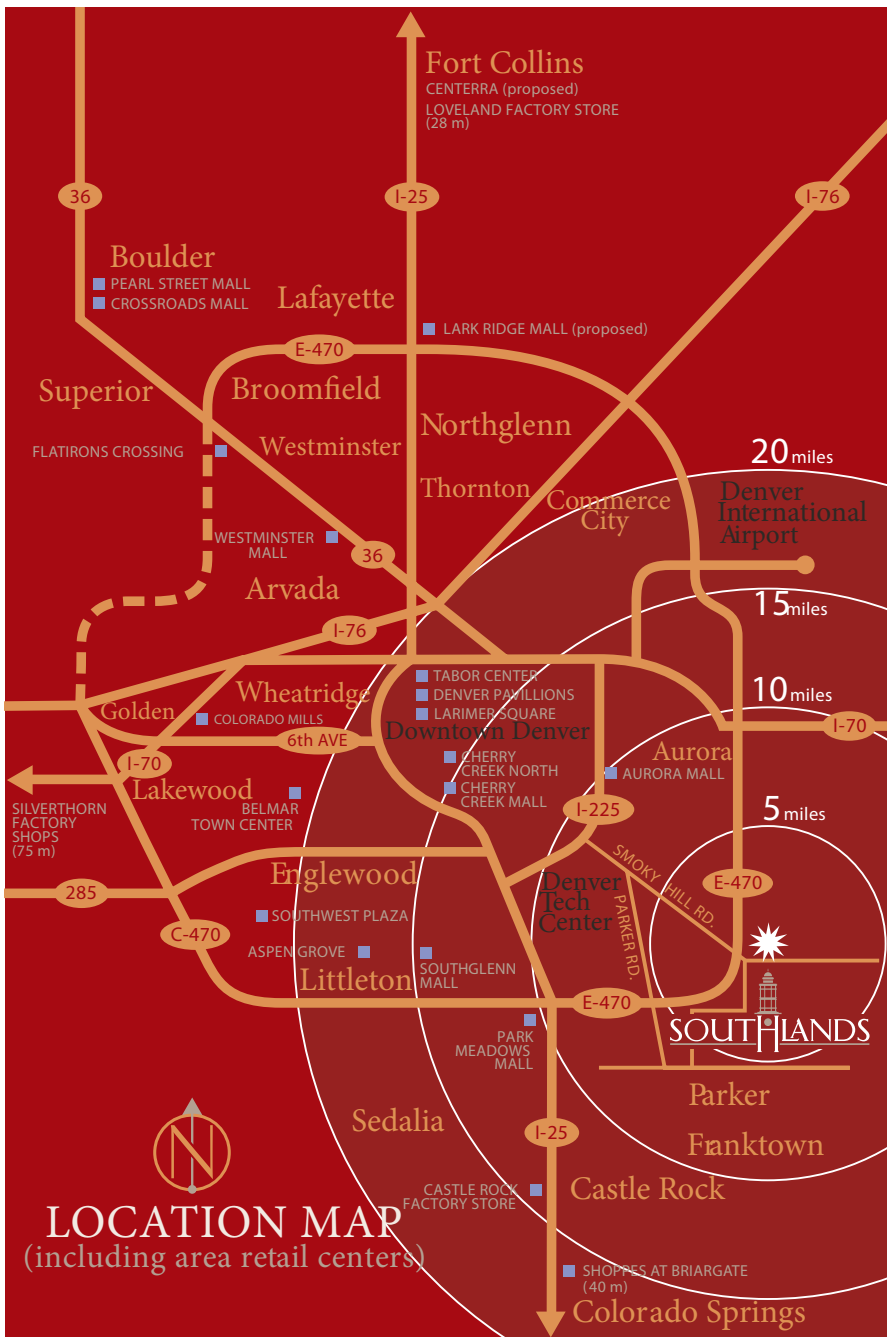 Fort Collins
CENTERRA (proposed)
LOVELAND FACTORY STORE
(28 m)
36
I-25
I-76
Boulder
PEARL STREET MALL
CROSSROADS MALL
Lafayette
LARK RIDGE MALL (proposed)
E-470
Superior
Broomfield
Northglenn
Westminster
FLATIRONS CROSSING
20 miles
Thornton
Commerce
City
Denver
International
Airport
WESTMINSTER
MALL
36
Arvada
15 miles
I-76
TABOR CENTER
DENVER PAVILLIONS
LARIMER SQUARE
Wheatridge
10 miles
Golden
COLORADO MILLS
Downtown Denver
I-70
6th AVE
Aurora
CHERRY
CREEK NORTH
AURORA MALL
I-70
CHERRY
CREEK MALL
Lakewood
BELMAR
TOWN CENTER
SILVERTHORN
FACTORY
SHOPS
(75 m)
I-225
5 miles
Englewood
SMOKY HILL RD.
285
Denver
Tech
Center
PARKER RD.
E-470
SOUTHWEST PLAZA
C-470
ASPEN GROVE
SOUTHGLENN
MALL
Littleton
E-470
SOUTHLANDS
PARK
MEADOWS
MALL
Parker
Sedalia
I-25
Franktown
N
CASTLE ROCK
FACTORY STORE
Castle Rock
LOCATION MAP
(including area retail centers)
SHOPPES AT BRIARGATE
(40 m)
Colorado Springs